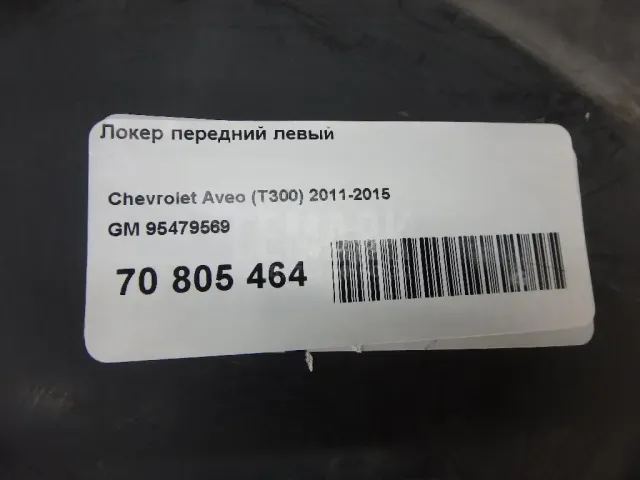 Локер передний левый
Chevrolet Aveo (T300) 2011-2015
GM 95479569
70 805 464